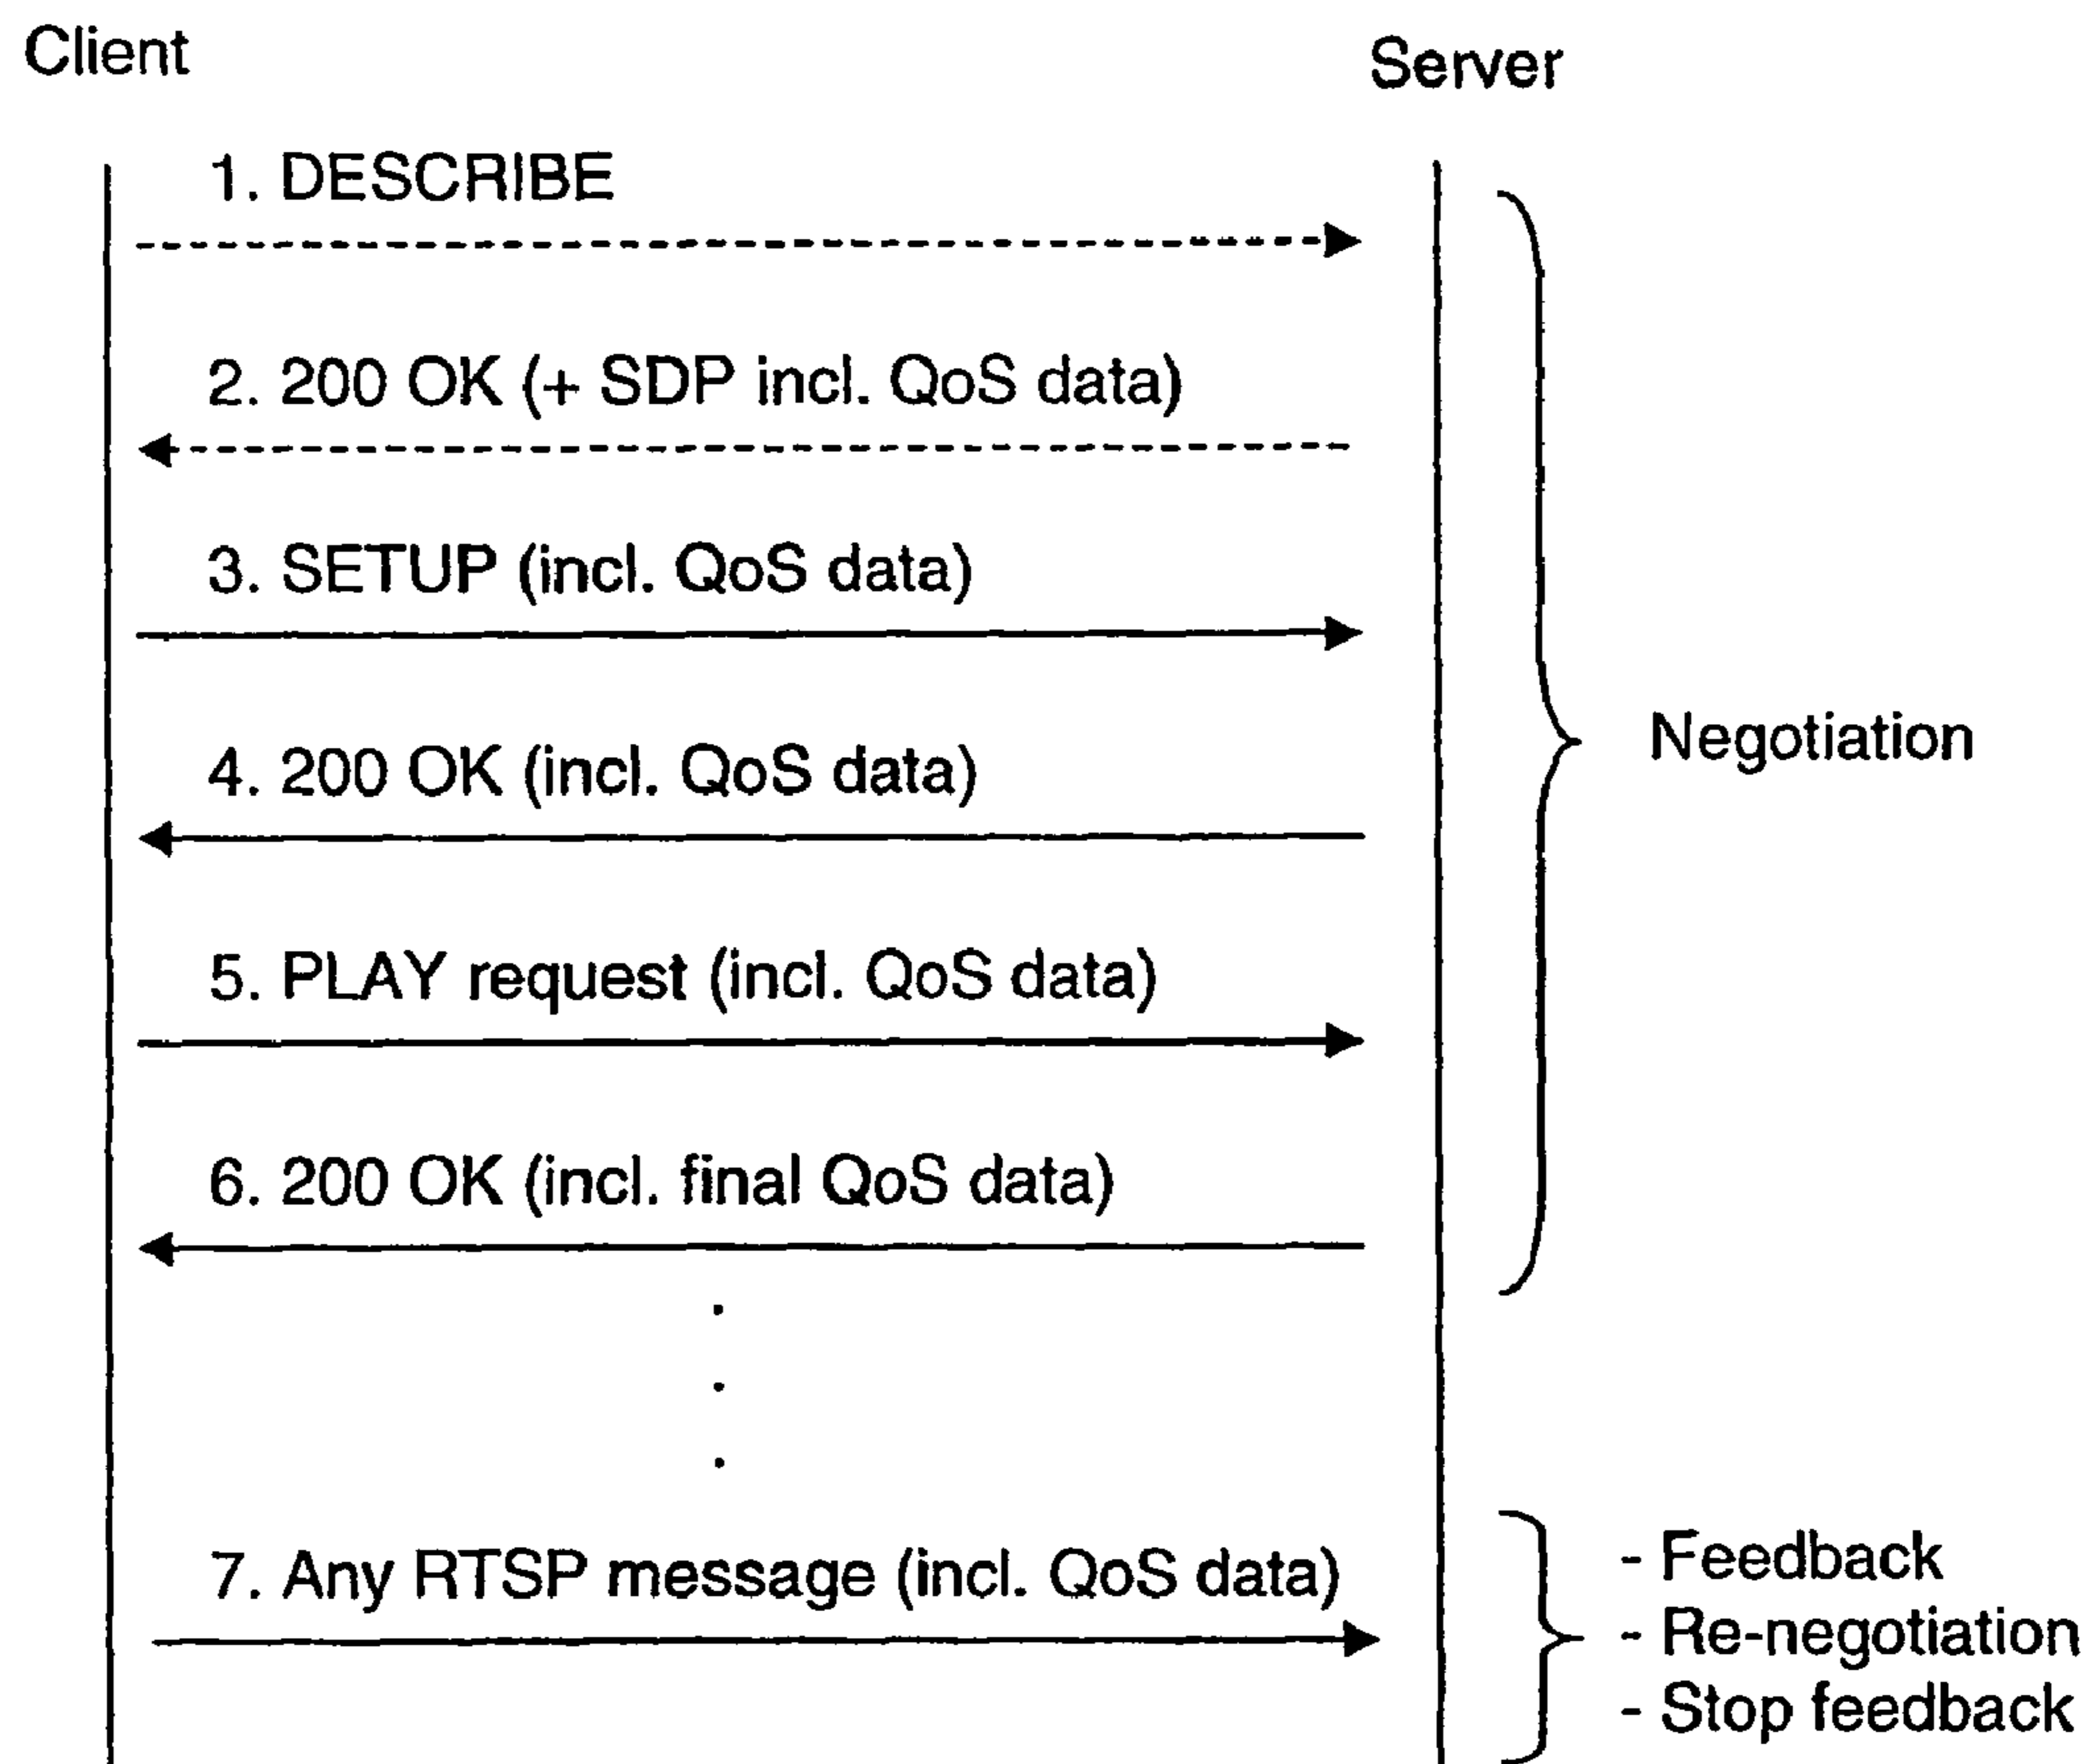 Client
Server
1. DESCRIBE
2. 200 OK (+ SDP incl. QoS data)
3. SETUP (incl. QoS data)
Negotiation
4. 200 OK (incl. QoS data)
5. PLAY request (incl. QoS data)
6. 200 OK (incl. final QoS data)
7. Any RTSP message (incl. QoS data)
- Feedback
- Re-negotiation
- Stop feedback